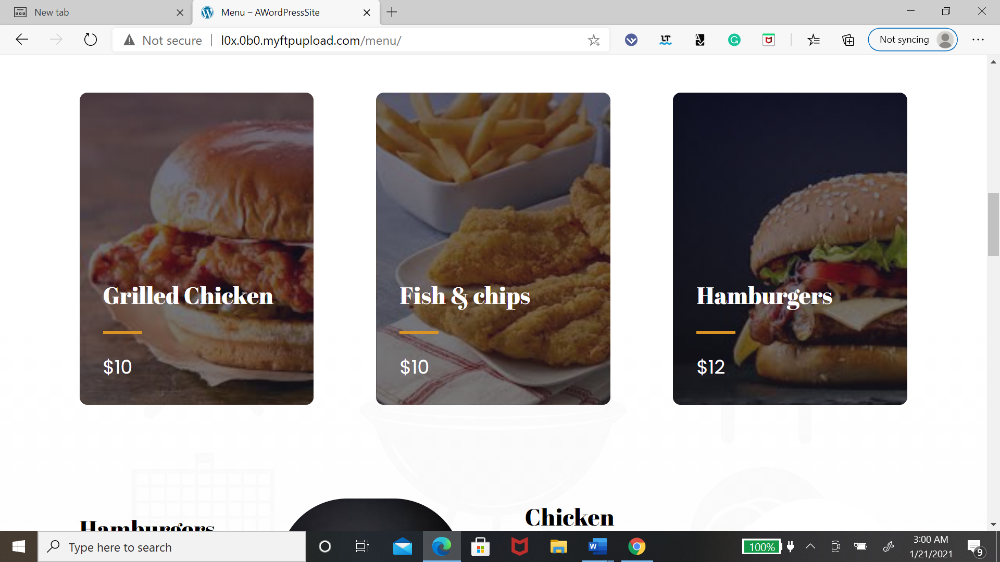 New tab
Menu – AWordPressSite
Not secure
l0x.0b0.myftpupload.com/menu/
LT
A
G
Not syncing
Grilled Chicken
$10
Fish & chips
$10
Hamburgers
$12
Hamburgers
Chicken
Type here to search
W
100%
3:00 AM
1/21/2021
9